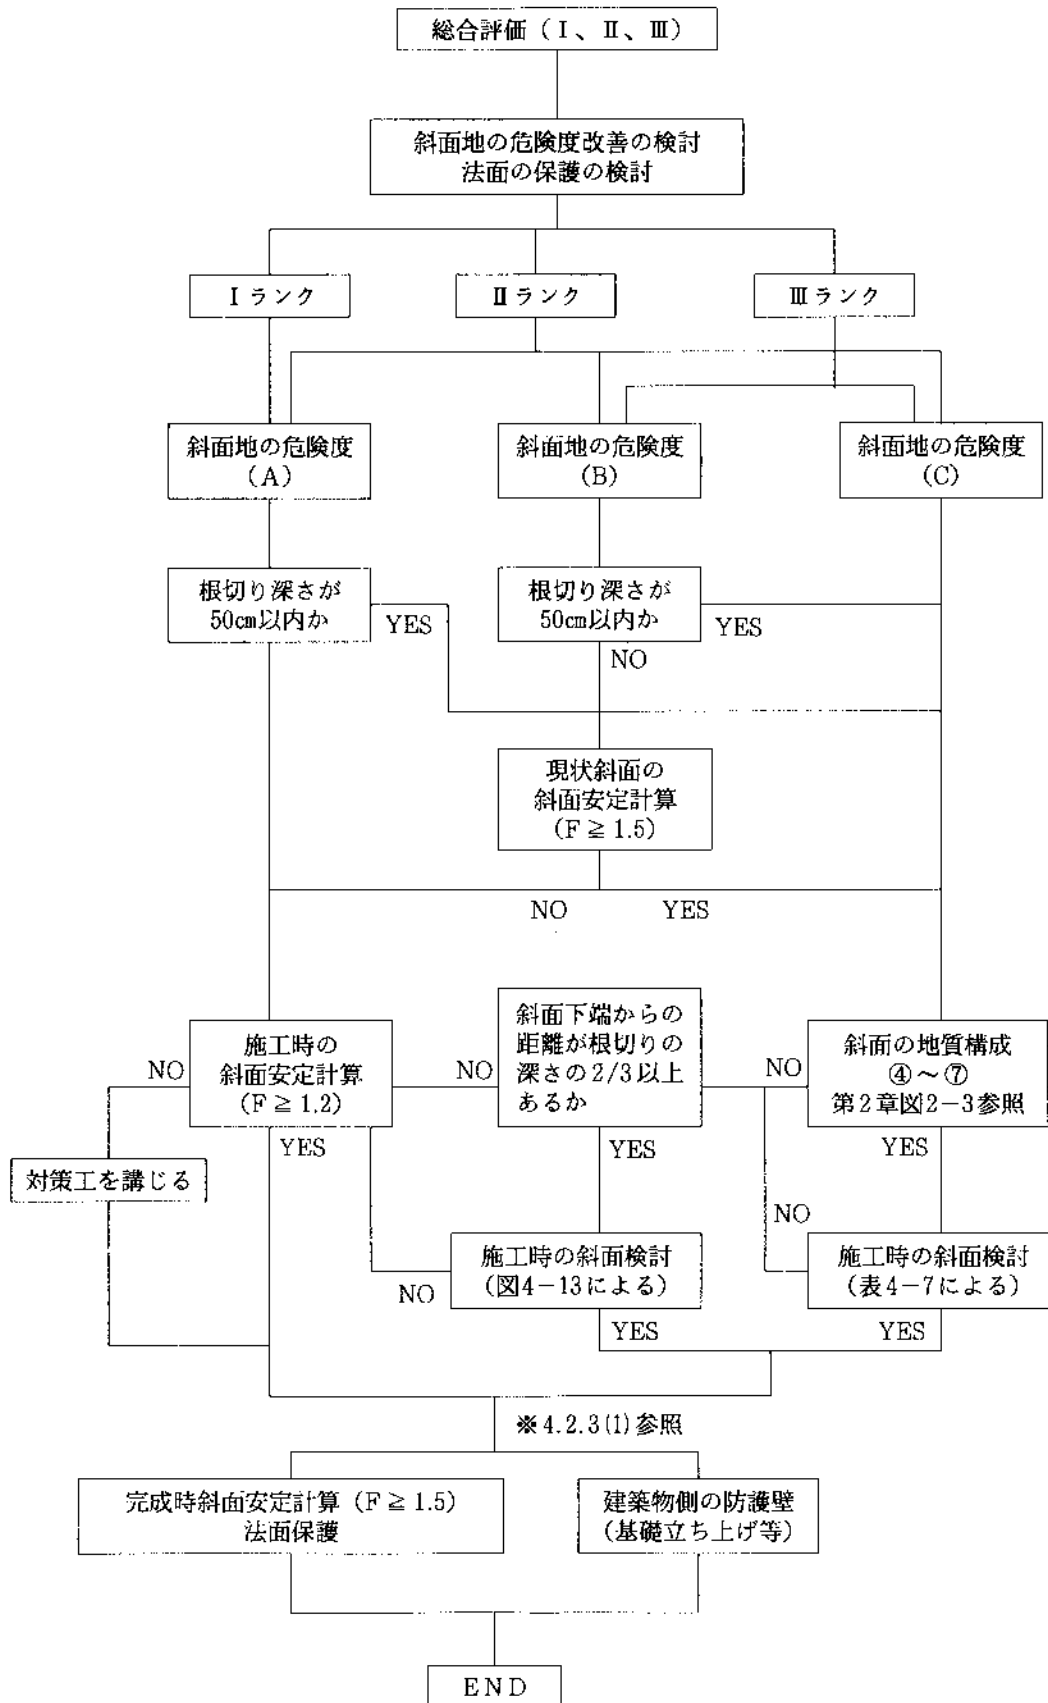 総合評価（Ⅰ、Ⅱ、Ⅲ）
斜面地の危険度改善の検討
法面の保護の検討
Ⅰランク
Ⅱランク
Ⅲランク
斜面地の危険度
（A）
斜面地の危険度
（B）
斜面地の危険度
（C）
根切り深さが
50㎝以内か
YES
根切り深さが
50㎝以内か
YES
NO
現状斜面の
斜面安定計算
（F ≧ 1.5）
NO
YES
NO
施工時の
斜面安定計算
（F ≧ 1.2）
YES
NO
斜面下端からの
距離が根切りの
深さの2/3以上
あるか
YES
NO
斜面の地質構成
④～⑦
第2章図2－3参照
YES
対策工を講じる
NO
NO
施工時の斜面検討
（図4－13による）
YES
施工時の斜面検討
（表4－7による）
YES
※4.2.3(1)参照
完成時斜面安定計算（F ≧ 1.5）
法面保護
建築物側の防護壁
（基礎立ち上げ等）
END